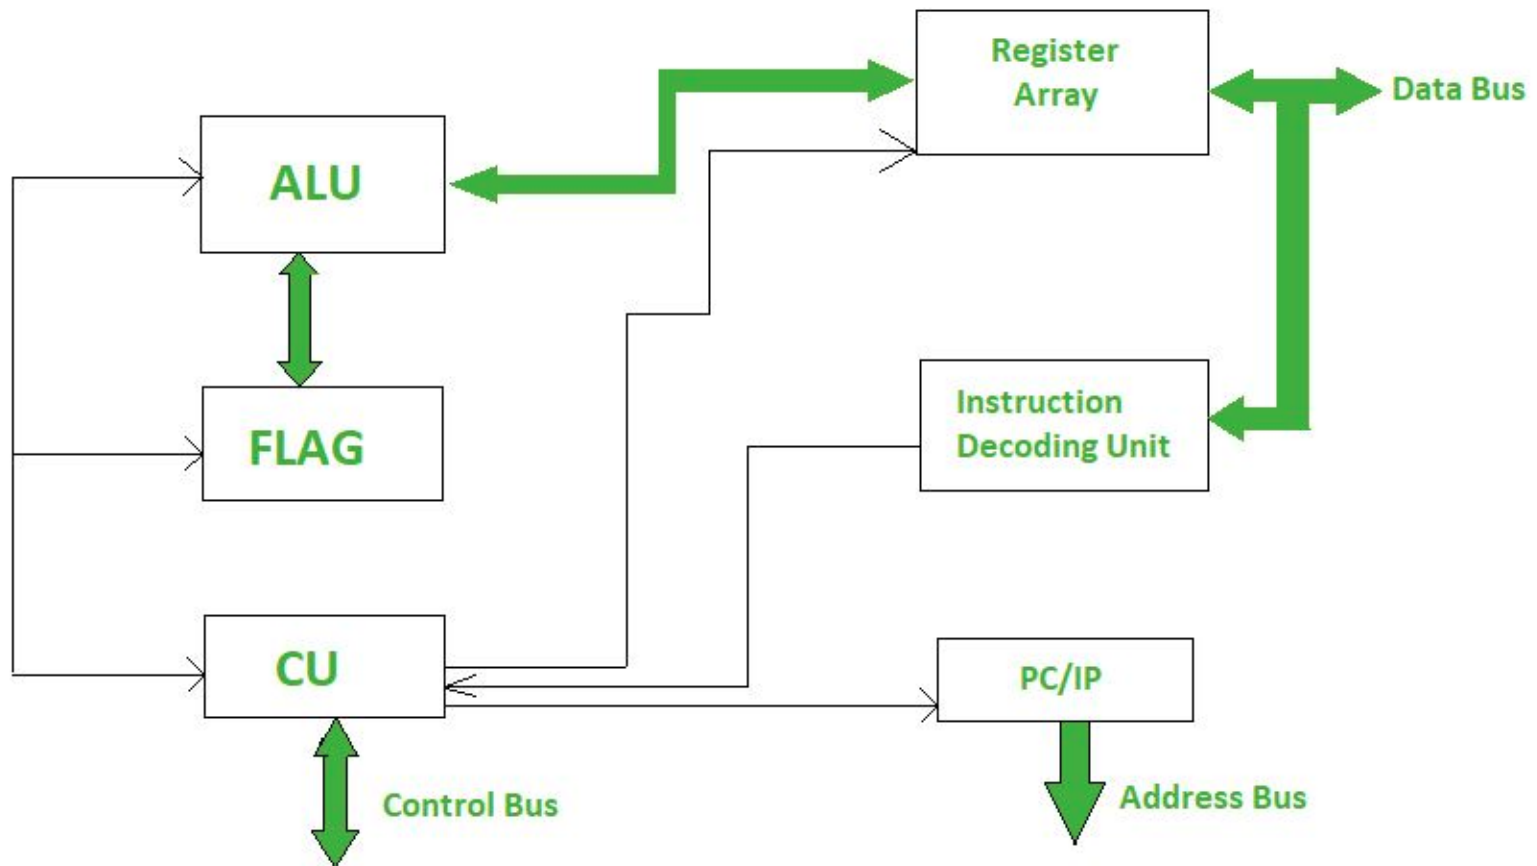 Register
Array
Data Bus
ALU
FLAG
Instruction
Decoding Unit
CU
PC/IP
Control Bus
Address Bus